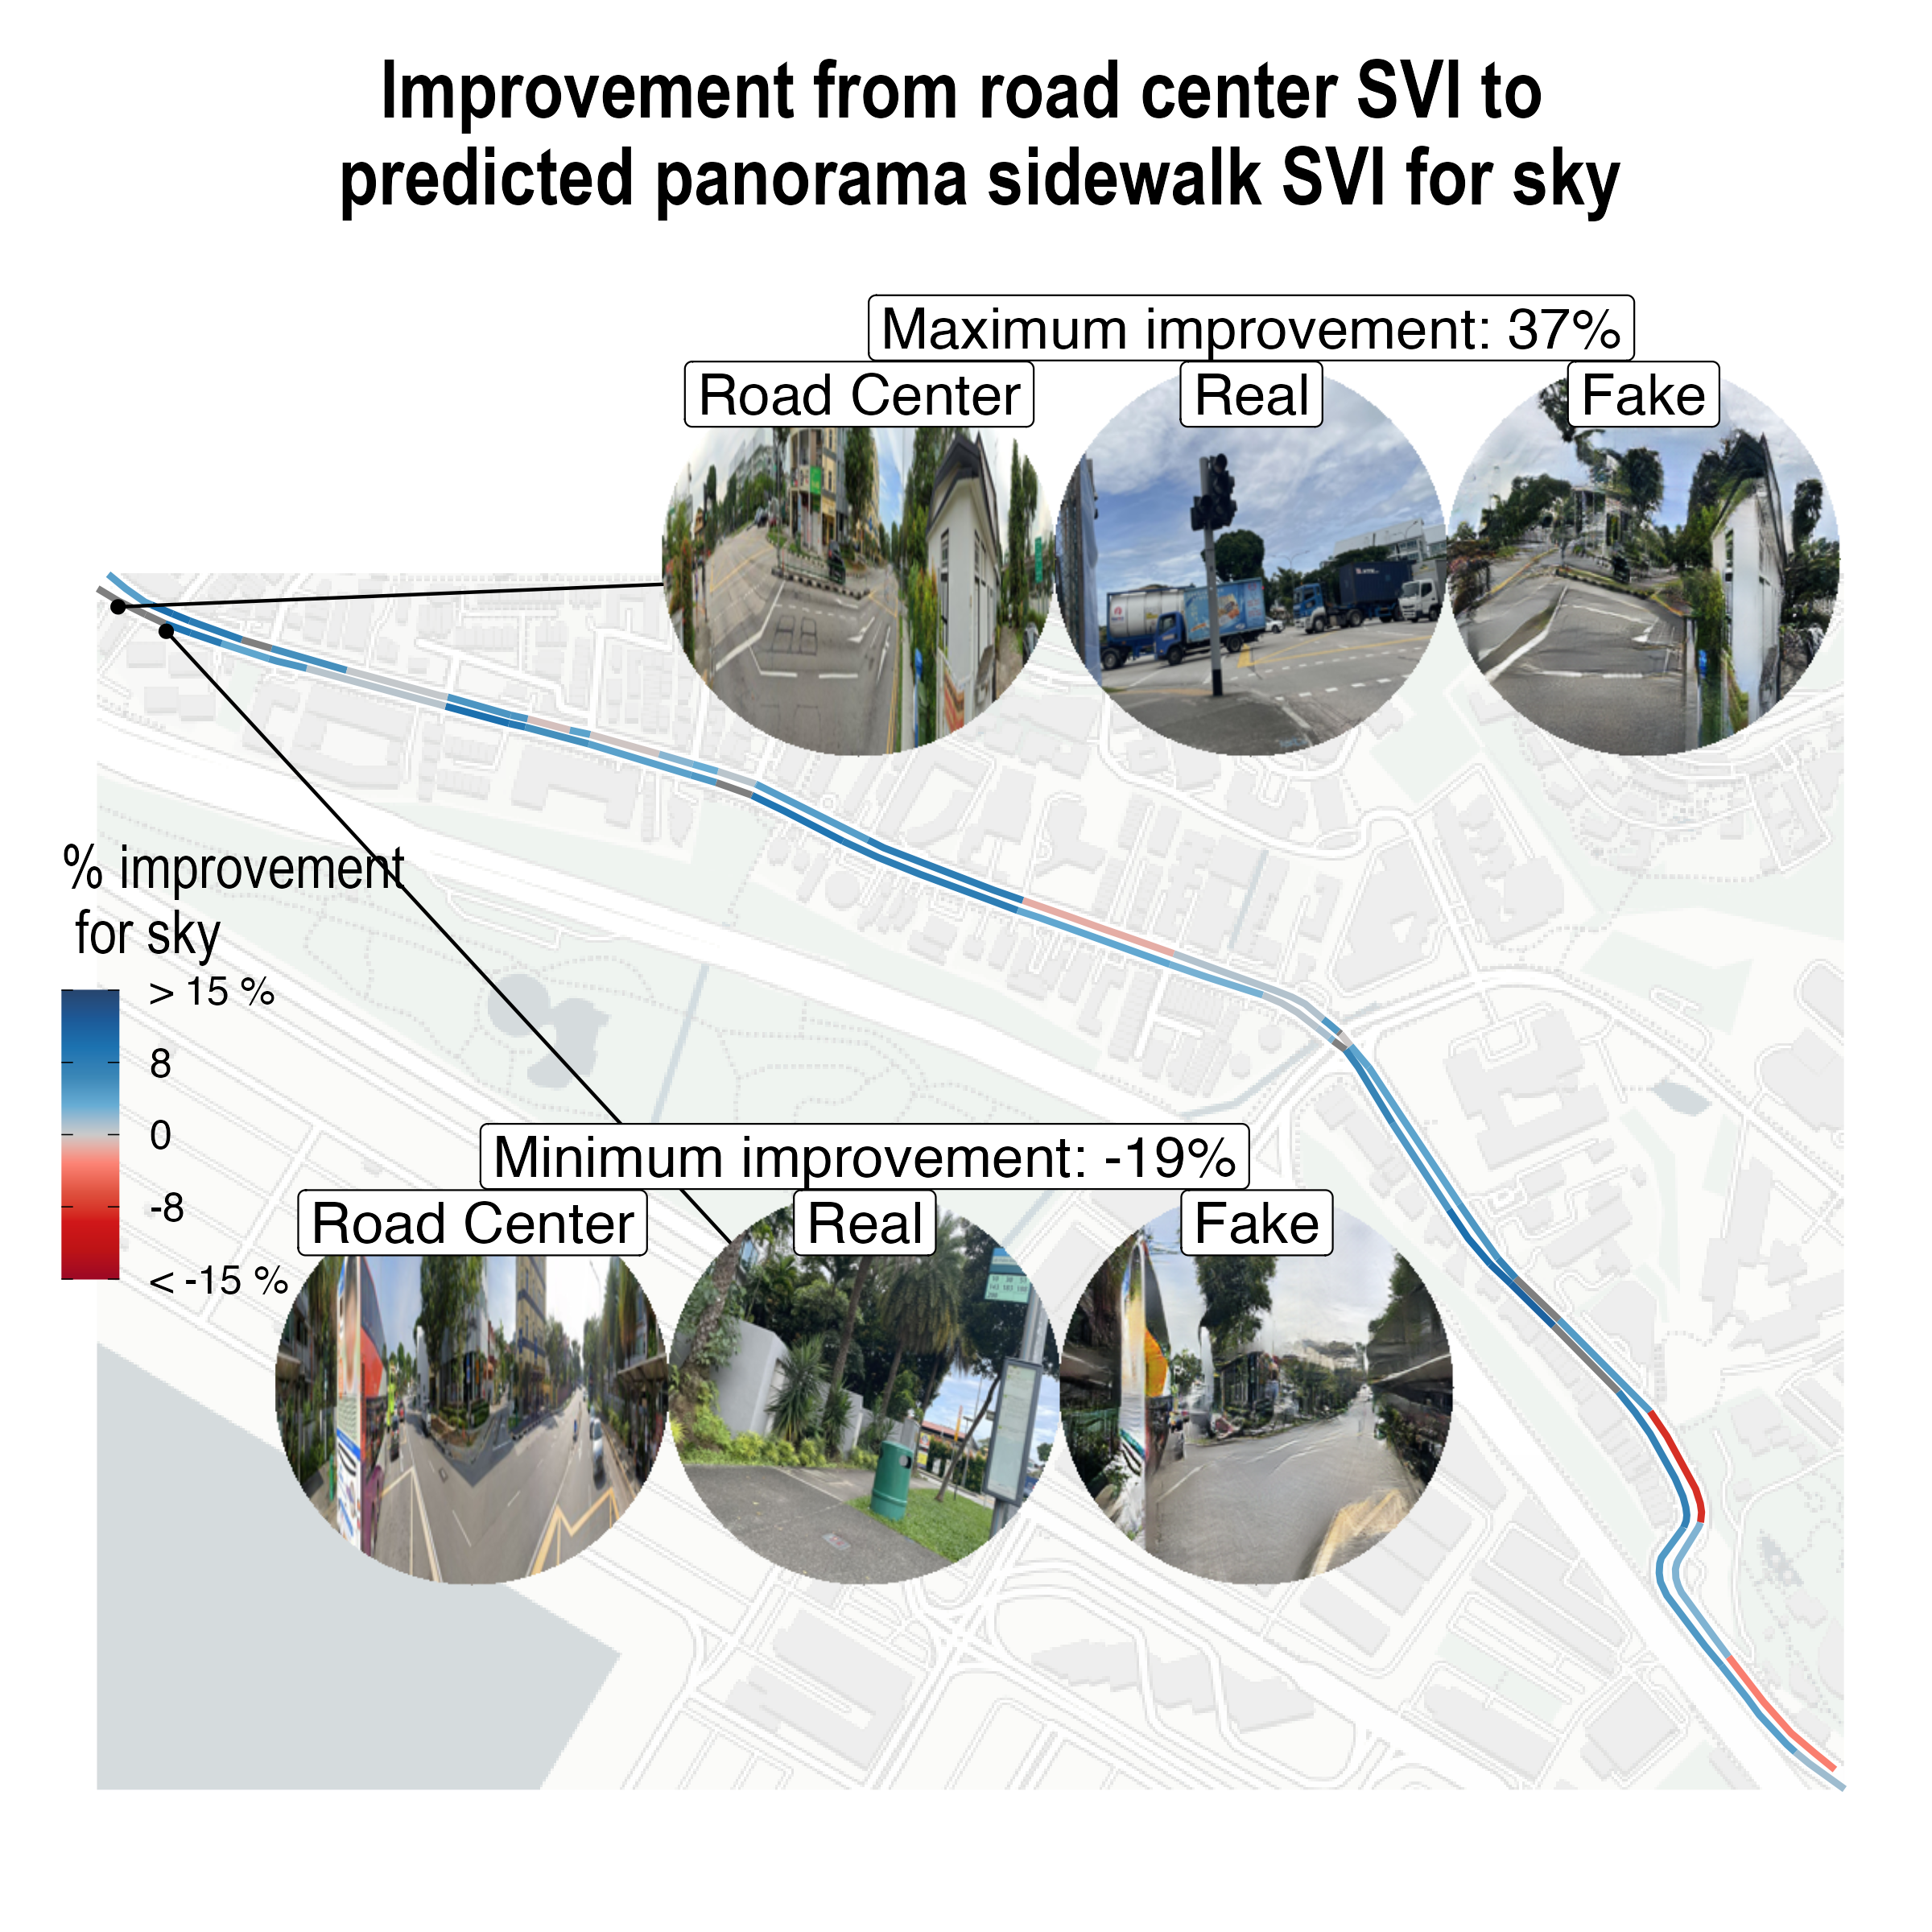 Improvement from road center SVI to
predicted panorama sidewalk SVI for sky
Maximum improvement: 37%
Road Center
Real
Fake
% improvement
for sky
> 15 %
8
0
-8
< -15 %
Minimum improvement: -19%
Road Center
Real
Fake